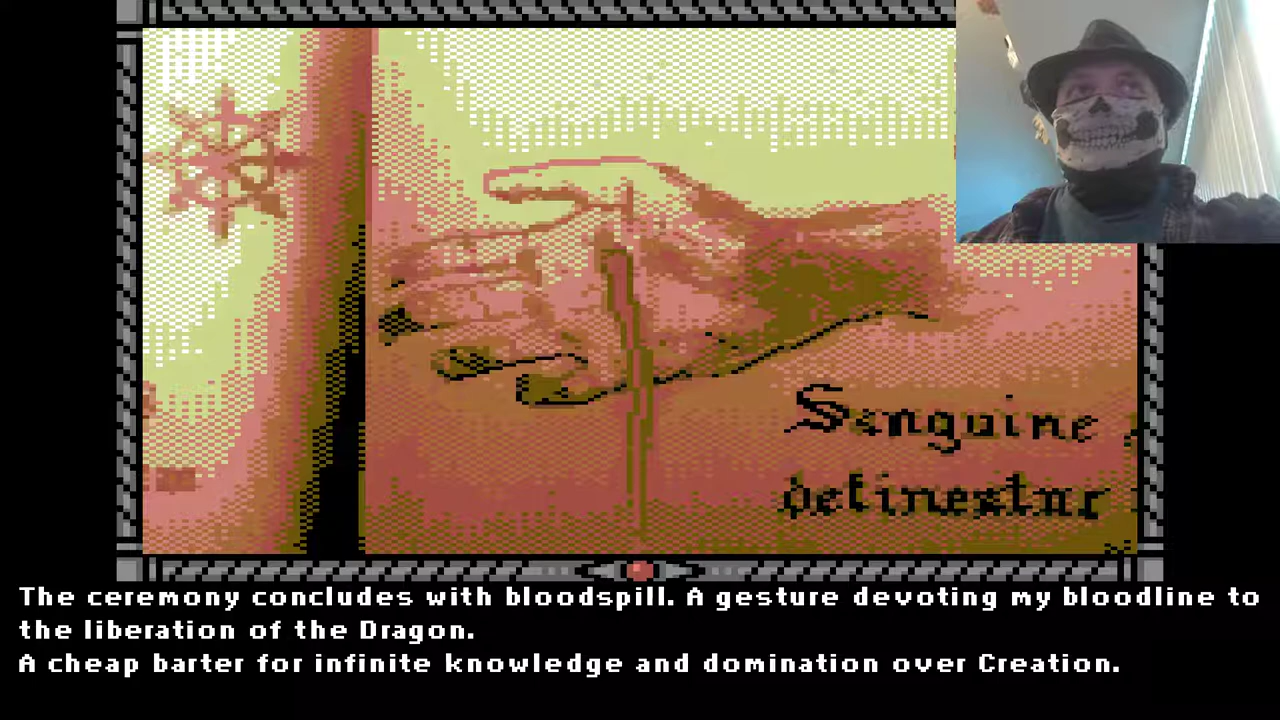 Sanguine
The ceremony concludes with bloodspill. A gesture devoting my bloodline to
the liberation of the Dragon.
A cheap barter for infinite knowledge and domination over Creation.